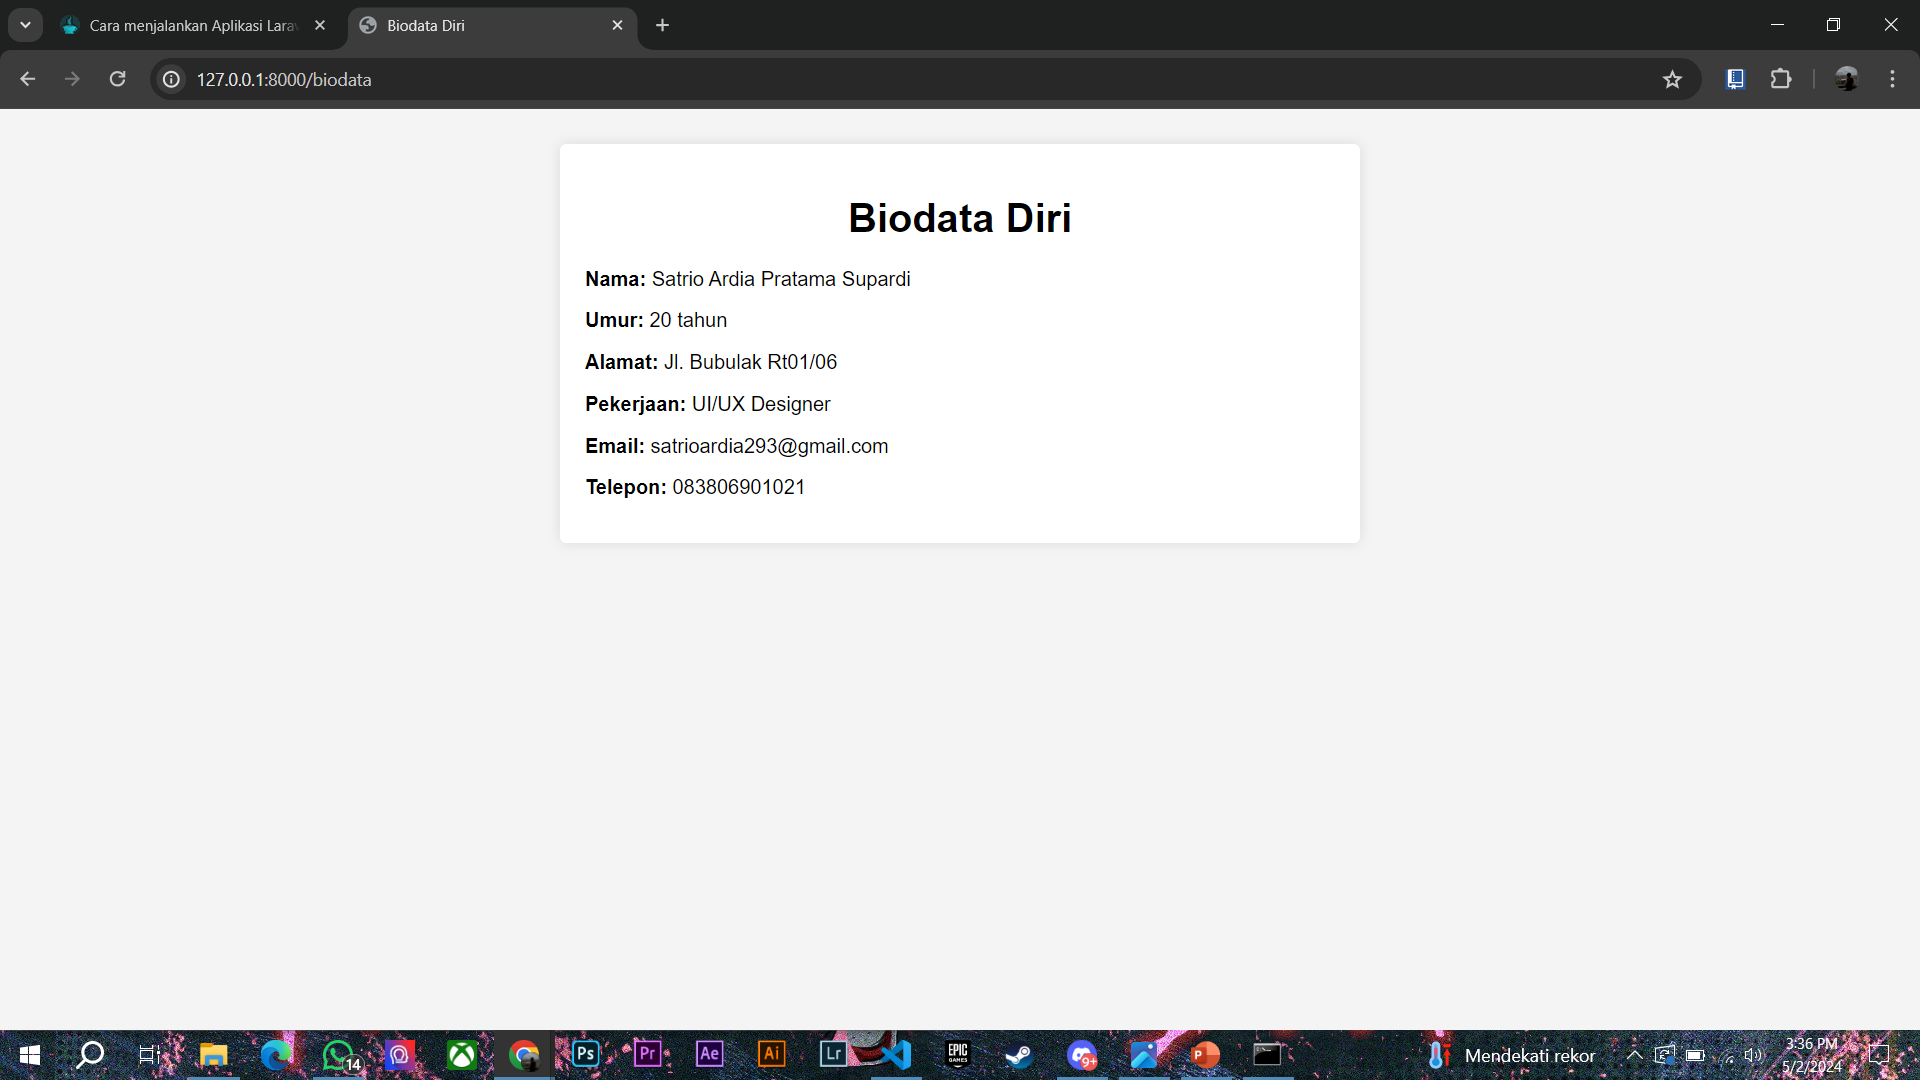 Cara menjalankan Aplikasi Lara
Biodata Diri
127.0.0.1:8000/biodata
Biodata Diri
Nama: Satrio Ardia Pratama Supardi
Umur: 20 tahun
Alamat: Jl. Bubulak Rt01/06
Pekerjaan: UI/UX Designer
Email: satrioardia293@gmail.com
Telepon: 083806901021
14
Ps
Pr
Ae
Ai
Lr
EPIC
GAMES
9+
P
Mendekati rekor
3:36 PM
5/2/2024